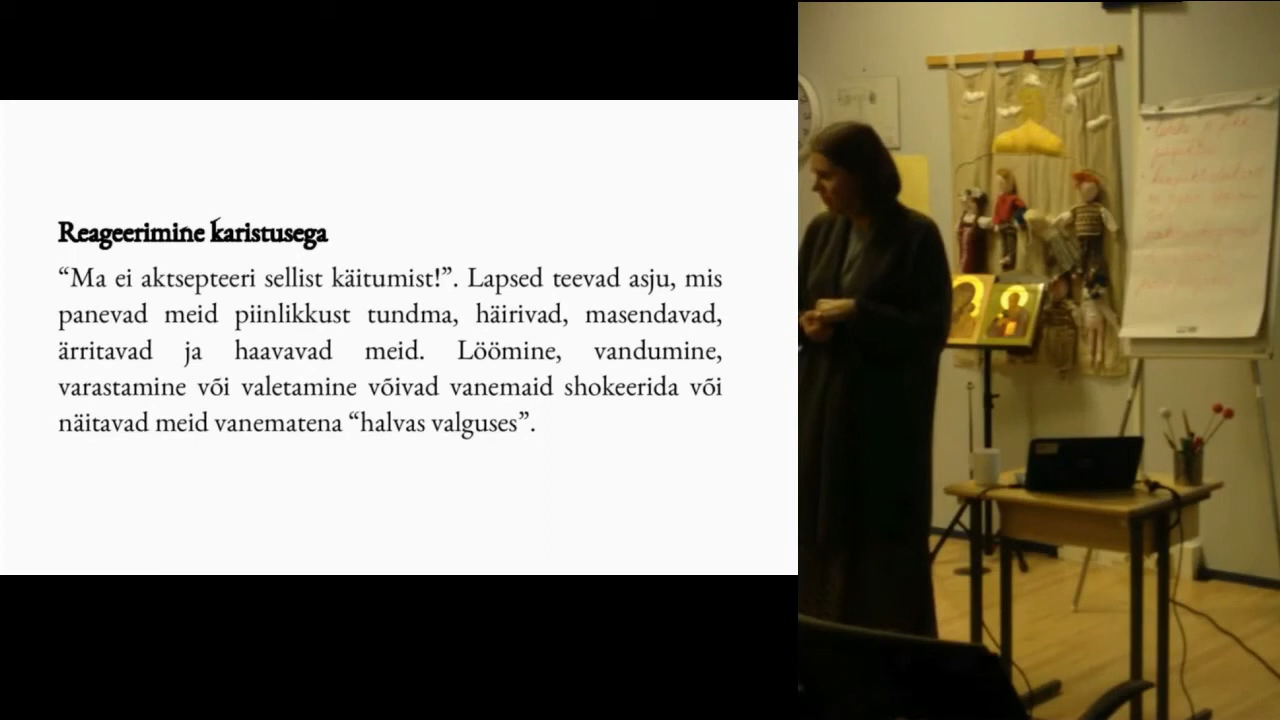 Reageerimine karistusega
“Ma ei aktsepteeri sellist käitumist!”. Lapsed teevad asju, mis
panevad meid piinlikkust tundma, häirivad, masendavad,
ärritavad ja haavavad meid. Löömine, vandumine,
varastamine või valetamine võivad vanemaid shokeerida või
näitavad meid vanematena “halvas valguses”.